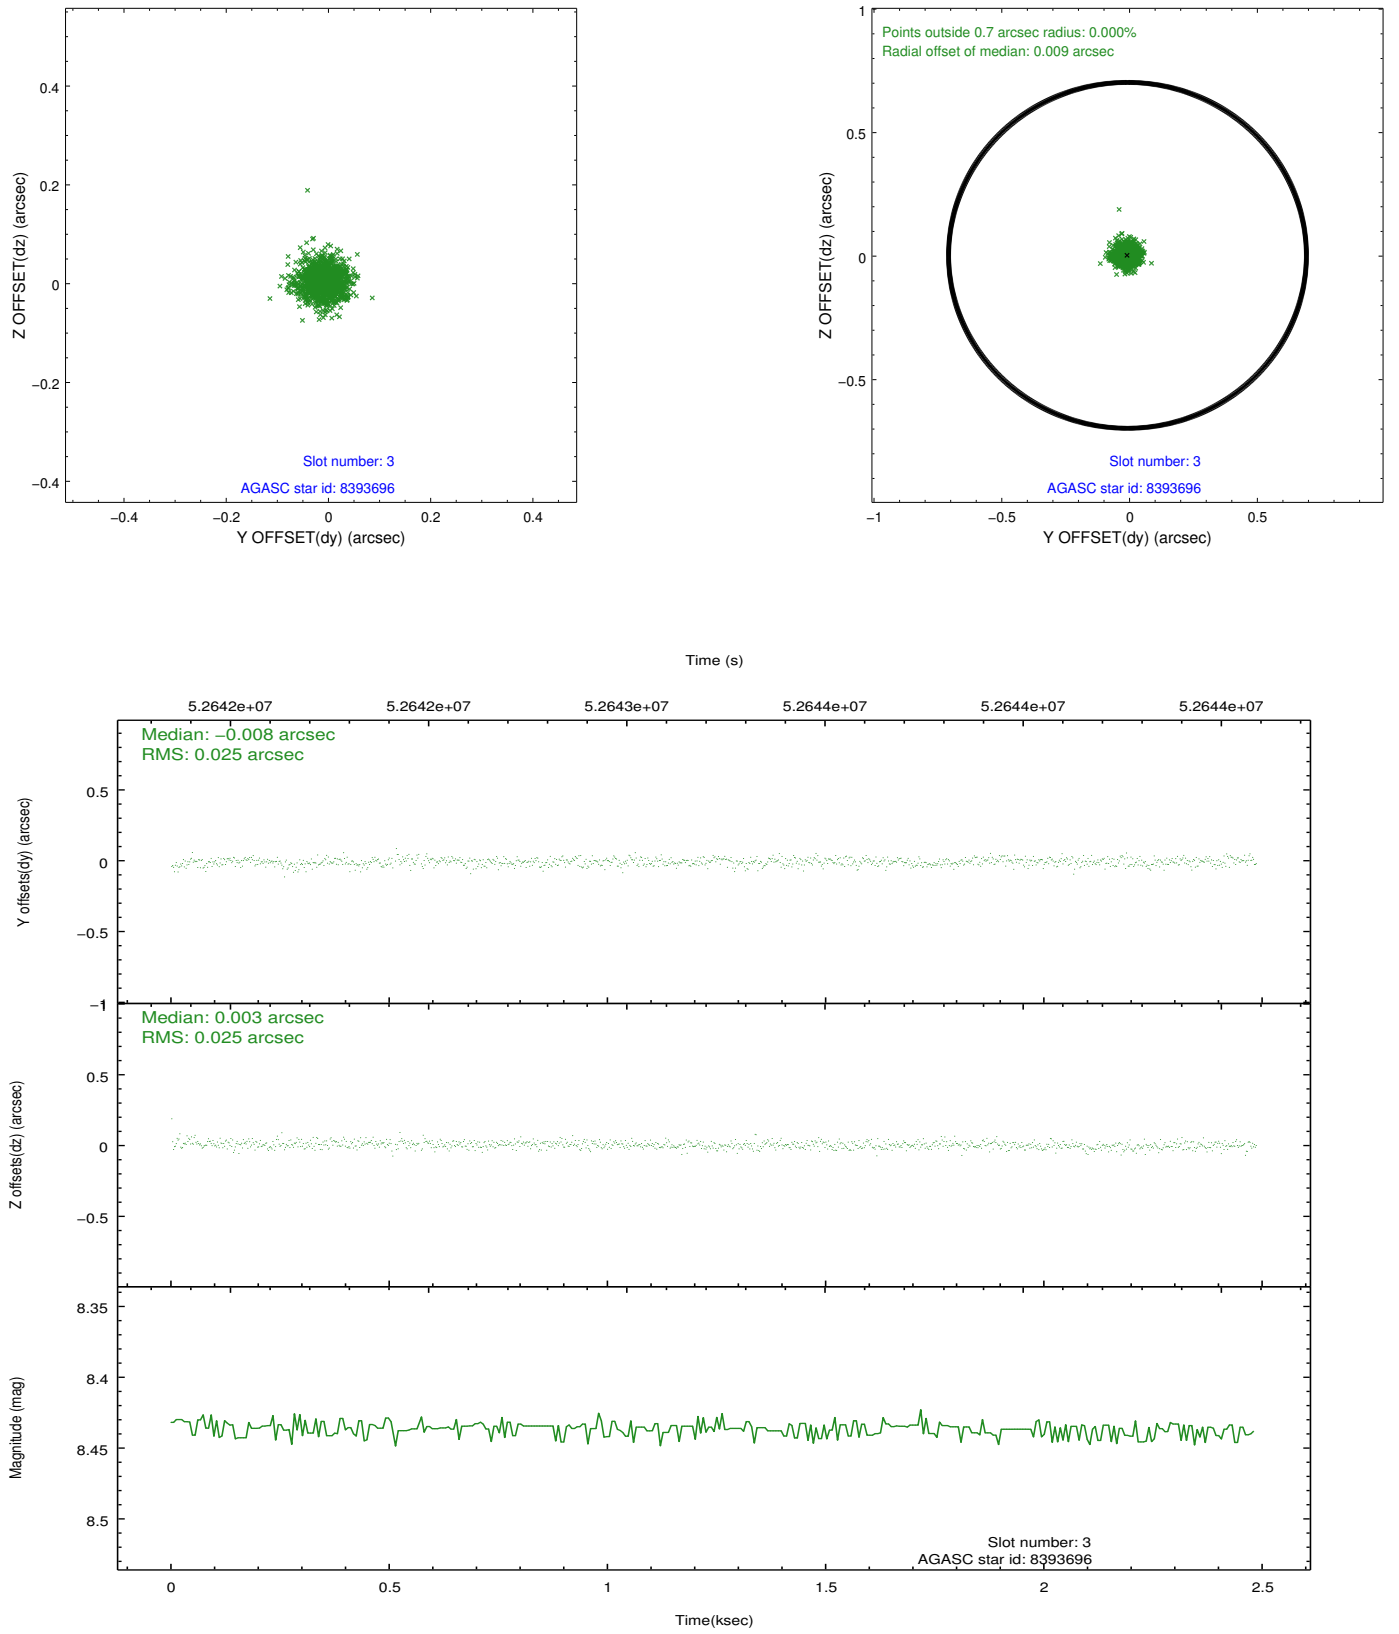 0.4
0.2
0
−0.2
−0.4
Z OFFSET(dz) (arcsec)
Slot number: 3
AGASC star id: 8393696
−0.4 −0.2 0 0.2 0.4
Y OFFSET(dy) (arcsec)
Points outside 0.7 arcsec radius: 0.000%
Radial offset of median: 0.009 arcsec
1
0.5
0
−0.5
Z OFFSET(dz) (arcsec)
Slot number: 3
AGASC star id: 8393696
−1 −0.5 0 0.5
Y OFFSET(dy) (arcsec)
Time (s)
5.2642e+07 5.2642e+07 5.2643e+07 5.2644e+07 5.2644e+07 5.2644e+07
Median: −0.008 arcsec
RMS: 0.025 arcsec
0.5
0
−0.5
−1
Y offsets(dy) (arcsec)
Median: 0.003 arcsec
RMS: 0.025 arcsec
0.5
0
−0.5
Z offsets(dz) (arcsec)
8.35
8.4
8.45
8.5
Magnitude (mag)
Slot number: 3
AGASC star id: 8393696
0 0.5 1 1.5 2 2.5
Time(ksec)